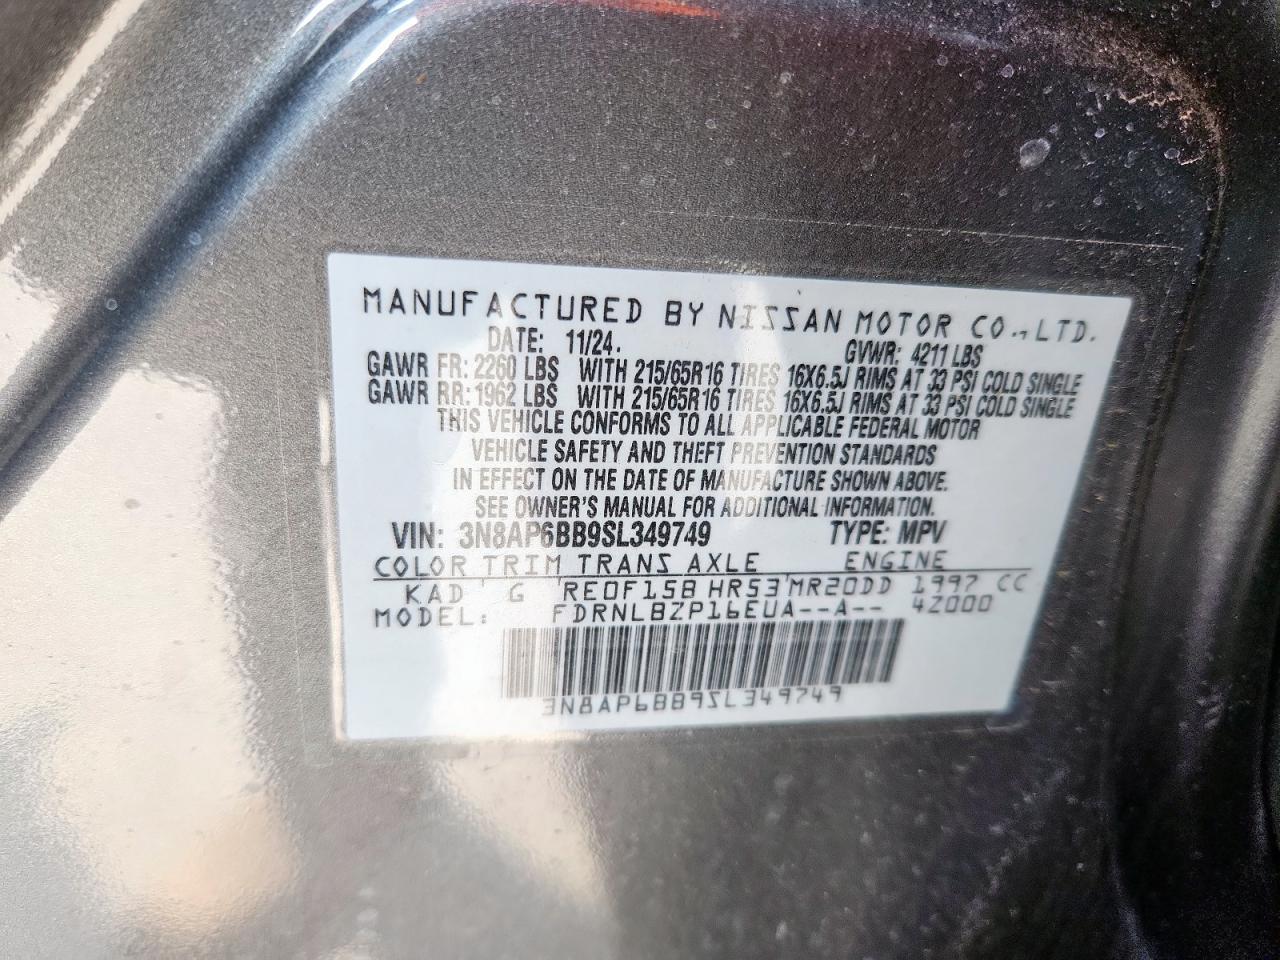 MANUFACTURED BY NISSAN MOTOR CO., LTD.
DATE: 11/24. GVWR: 4211 LBS
GAWR FR: 2260 LBS WITH 215/65R16 TIRES 16X6.5J RIMS AT 33 PSI COLD SINGLE
GAWR RR: 1962 LBS WITH 215/65R16 TIRES 16X6.5J RIMS AT 33 PSI COLD SINGLE
THIS VEHICLE CONFORMS TO ALL APPLICABLE FEDERAL MOTOR
VEHICLE SAFETY AND THEFT PREVENTION STANDARDS
IN EFFECT ON THE DATE OF MANUFACTURE SHOWN ABOVE.
SEE OWNER'S MANUAL FOR ADDITIONAL INFORMATION.
VIN: 3N8AP6BB9SL349749 TYPE: MPV
COLOR TRIM TRANS AXLE ENGINE
KAD G RE0F15B HR53 MR20DD 1997 CC
MODEL: FDRNLBZP16EUA--A-- 4Z000
3N8AP6BB9SL349749